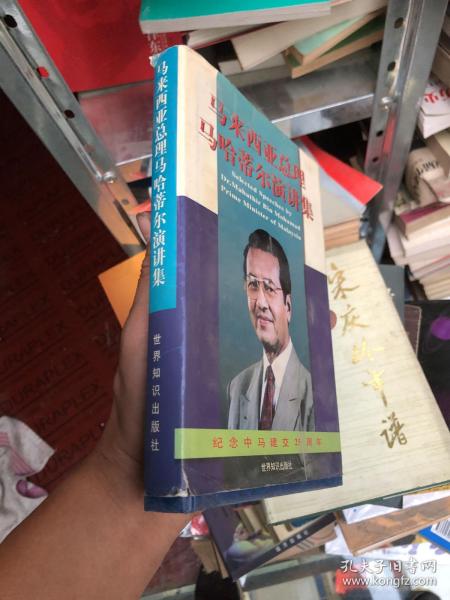 马来西亚总理马哈蒂尔演讲集
世界知识出版社
马来西亚总理
马哈蒂尔演讲集
Selected Speeches by
Dr. Mahathir Bin Mohamad
Prime Minister of Malaysia
纪念中马建交25周年
世界知识出版社
宋庆龄年谱
孔夫子旧书网
www.kongfz.com